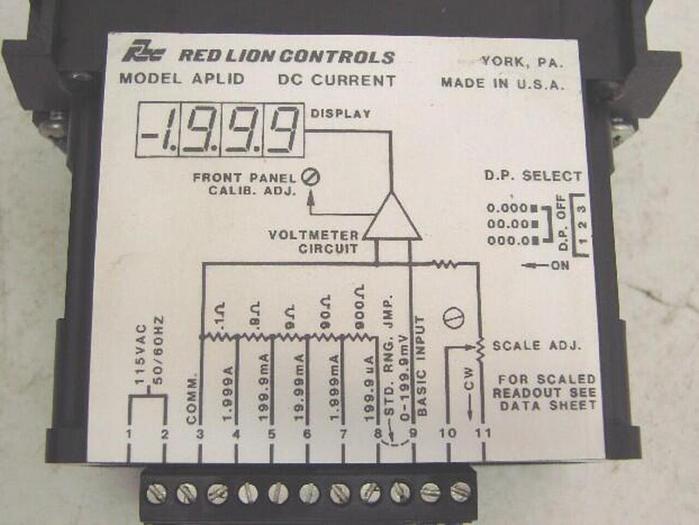 RLC RED LION CONTROLS
YORK, PA.
MODEL APLID DC CURRENT
MADE IN U.S.A.
-1.9.9.9
DISPLAY
FRONT PANEL
CALIB. ADJ.
D.P. SELECT
0.000
00.00
000.0
D.P. OFF
1 2 3
ON
VOLTMETER
CIRCUIT
.1Ω
.9Ω
9Ω
90Ω
900Ω
115VAC
50/60HZ
COMM.
1.999A
199.9mA
19.99mA
1.999mA
199.9uA
STD. RNG. JMP.
0-199.9mV
BASIC INPUT
SCALE ADJ.
CW
FOR SCALED
READOUT SEE
DATA SHEET
1 2 3 4 5 6 7 8 9 10 11